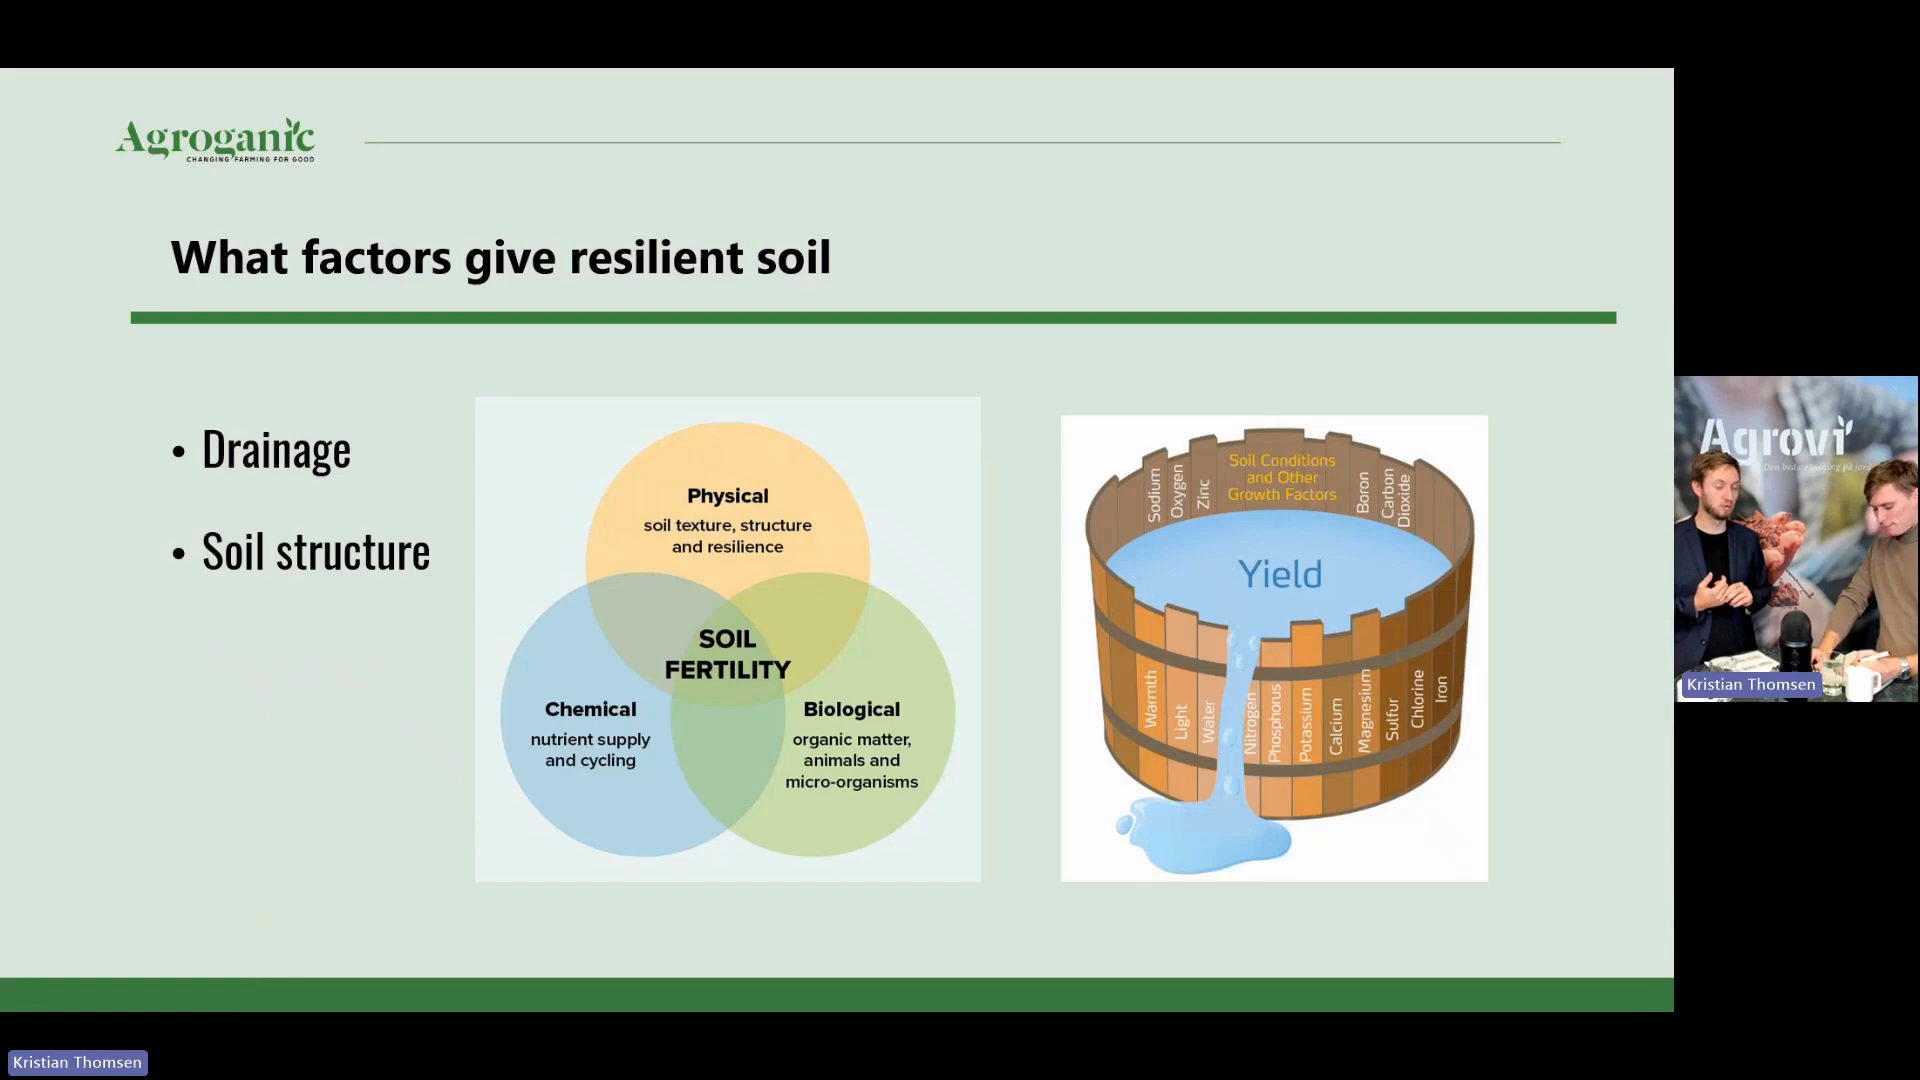 Agroganic
CHANGING FARMING FOR GOOD
What factors give resilient soil
• Drainage
• Soil structure
Physical
soil texture, structure
and resilience
SOIL
FERTILITY
Chemical
nutrient supply
and cycling
Biological
organic matter,
animals and
micro-organisms
Sodium
Oxygen
Zinc
Soil Conditions
and Other
Growth Factors
Boron
Carbon
Dioxide
Yield
Warmth
Light
Water
Nitrogen
Phosphorus
Potassium
Calcium
Magnesium
Sulfur
Chlorine
Iron
Agrovi
Kristian Thomsen
Kristian Thomsen